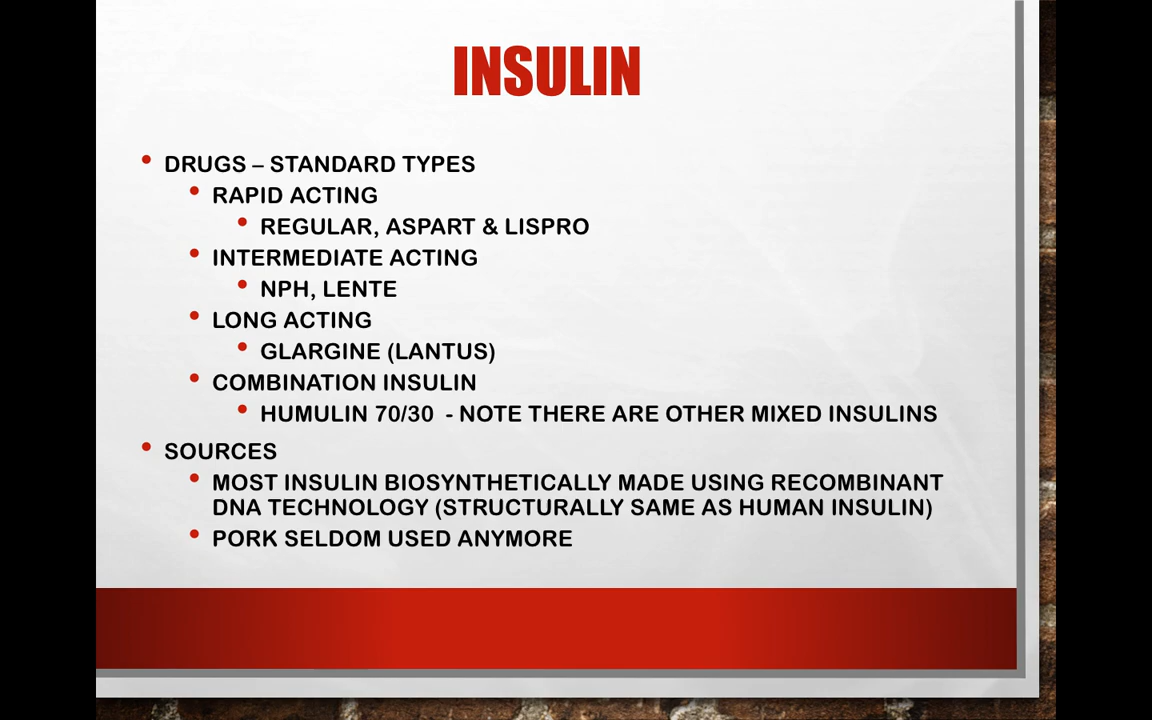 INSULIN
• DRUGS – STANDARD TYPES
• RAPID ACTING
• REGULAR, ASPART & LISPRO
• INTERMEDIATE ACTING
• NPH, LENTE
• LONG ACTING
• GLARGINE (LANTUS)
• COMBINATION INSULIN
• HUMULIN 70/30 - NOTE THERE ARE OTHER MIXED INSULINS
• SOURCES
• MOST INSULIN BIOSYNTHETICALLY MADE USING RECOMBINANT
DNA TECHNOLOGY (STRUCTURALLY SAME AS HUMAN INSULIN)
• PORK SELDOM USED ANYMORE